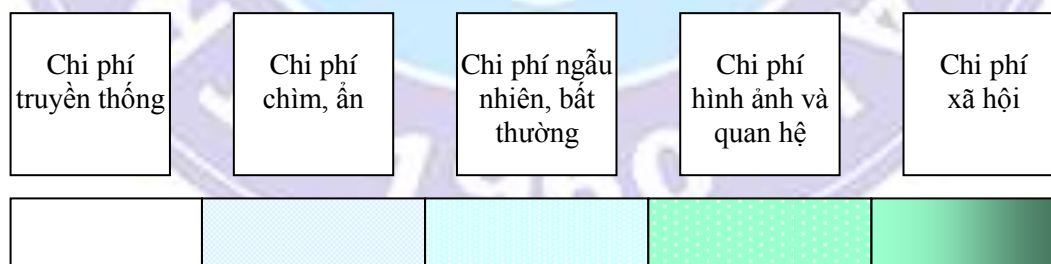 Chi phí
truyền thống
Chi phí
chìm, ẩn
Chi phí ngẫu
nhiên, bất
thường
Chi phí
hình ảnh và
quan hệ
Chi phí
xã hội